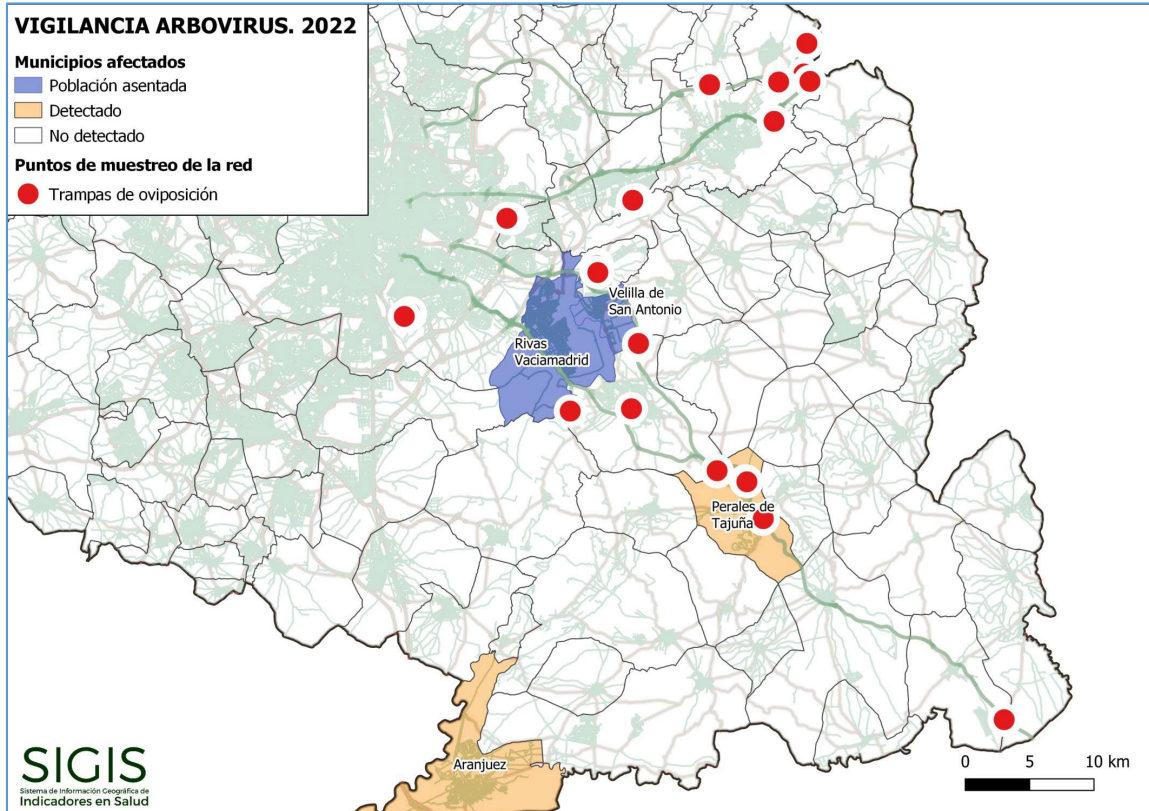 VIGILANCIA ARBOVIRUS. 2022
Municipios afectados
Población asentada
Detectado
No detectado
Puntos de muestreo de la red
Trampas de oviposición
Velilla de
San Antonio
Rivas
Vaciamadrid
Perales de
Tajuña
Aranjuez
SIGIS
Sistema de Información Geográfica de
Indicadores en Salud
0 5 10 km